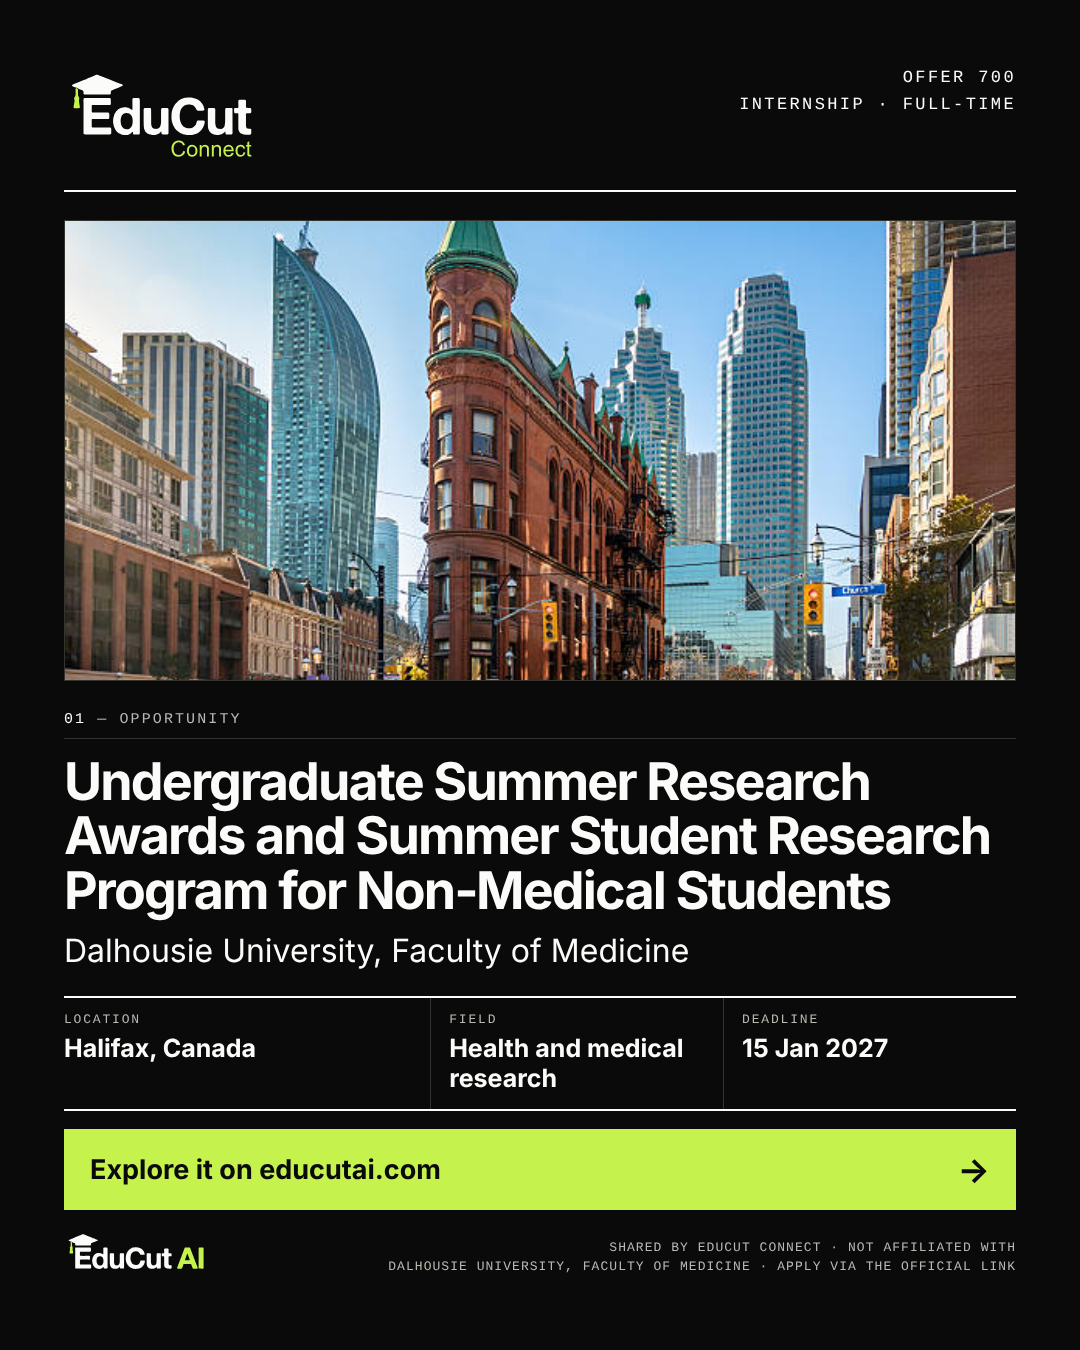 EduCut
Connect
OFFER 700
INTERNSHIP · FULL-TIME
Church
01 — OPPORTUNITY
Undergraduate Summer Research
Awards and Summer Student Research
Program for Non-Medical Students
Dalhousie University, Faculty of Medicine
LOCATION
Halifax, Canada
FIELD
Health and medical
research
DEADLINE
15 Jan 2027
Explore it on educutai.com
EduCut AI
SHARED BY EDUCUT CONNECT · NOT AFFILIATED WITH
DALHOUSIE UNIVERSITY, FACULTY OF MEDICINE · APPLY VIA THE OFFICIAL LINK